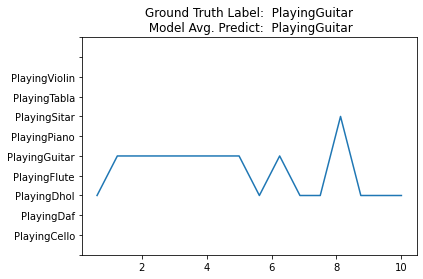 Ground Truth Label:  PlayingGuitar
Model Avg. Predict:  PlayingGuitar
PlayingViolin
PlayingTabla
PlayingSitar
PlayingPiano
PlayingGuitar
PlayingFlute
PlayingDhol
PlayingDaf
PlayingCello
2 4 6 8 10